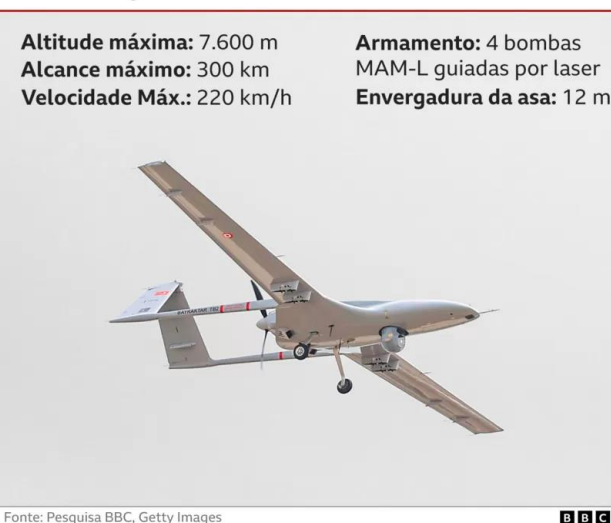 Altitude máxima: 7.600 m
Alcance máximo: 300 km
Velocidade Máx.: 220 km/h
Armamento: 4 bombas
MAM-L guiadas por laser
Envergadura da asa: 12 m
BAYRAKTAR TB2
Fonte: Pesquisa BBC, Getty Images
BBC